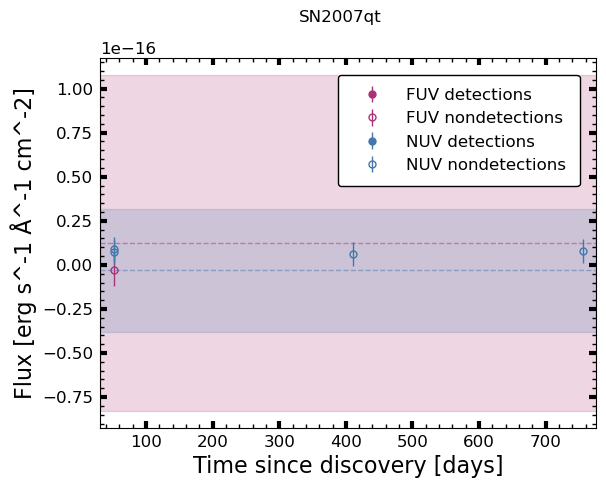 SN2007qt
1e−16
1.00
0.75
0.50
0.25
0.00
−0.25
−0.50
−0.75
Flux [erg s^-1 Å^-1 cm^-2]
FUV detections
FUV nondetections
NUV detections
NUV nondetections
100 200 300 400 500 600 700
Time since discovery [days]